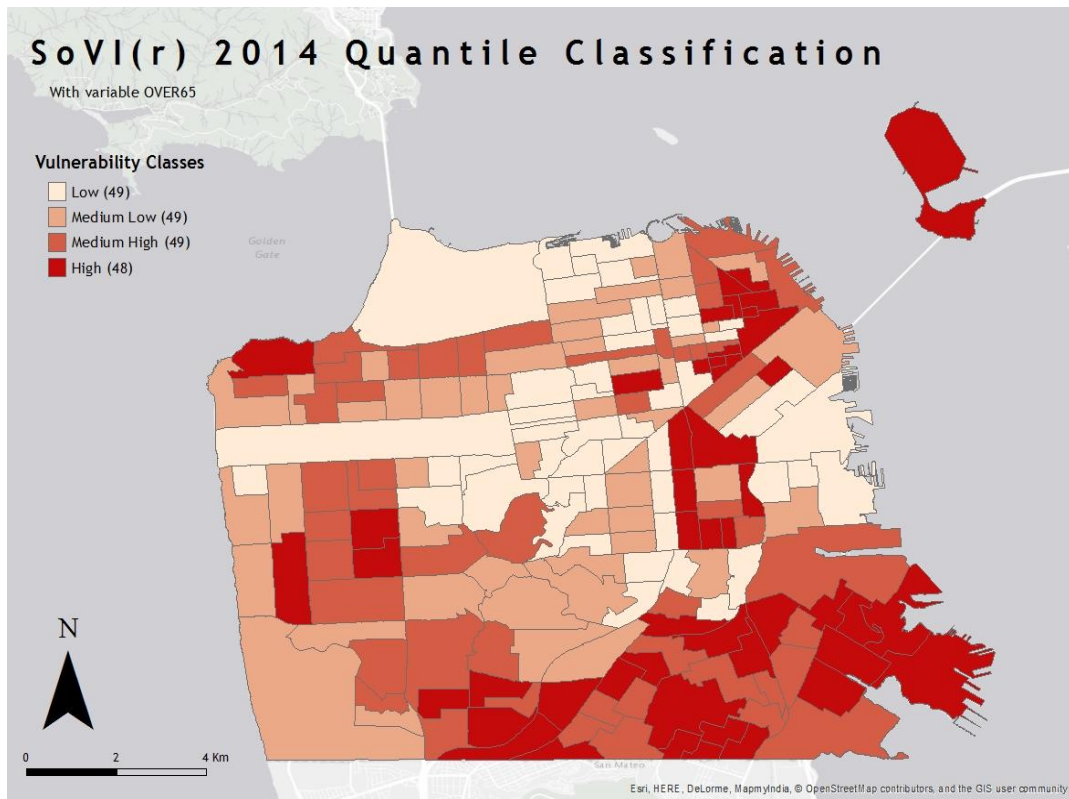 SoVI(r) 2014 Quantile Classification
With variable OVER65
Vulnerability Classes
Low (49)
Medium Low (49)
Medium High (49)
High (48)
Golden
Gate
N
0 2 4 Km
San Mateo
Esri, HERE, DeLorme, MapmyIndia, © OpenStreetMap contributors, and the GIS user community